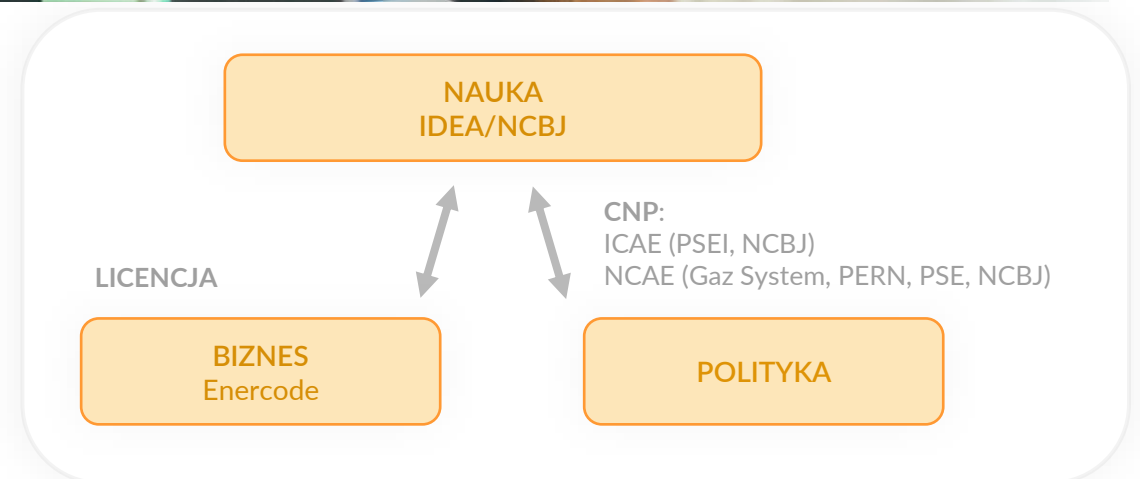 NAUKA
IDEA/NCBJ
CNP:
ICAE (PSEI, NCBJ)
NCAE (Gaz System, PERN, PSE, NCBJ)
LICENCJA
BIZNES
Enercode
POLITYKA